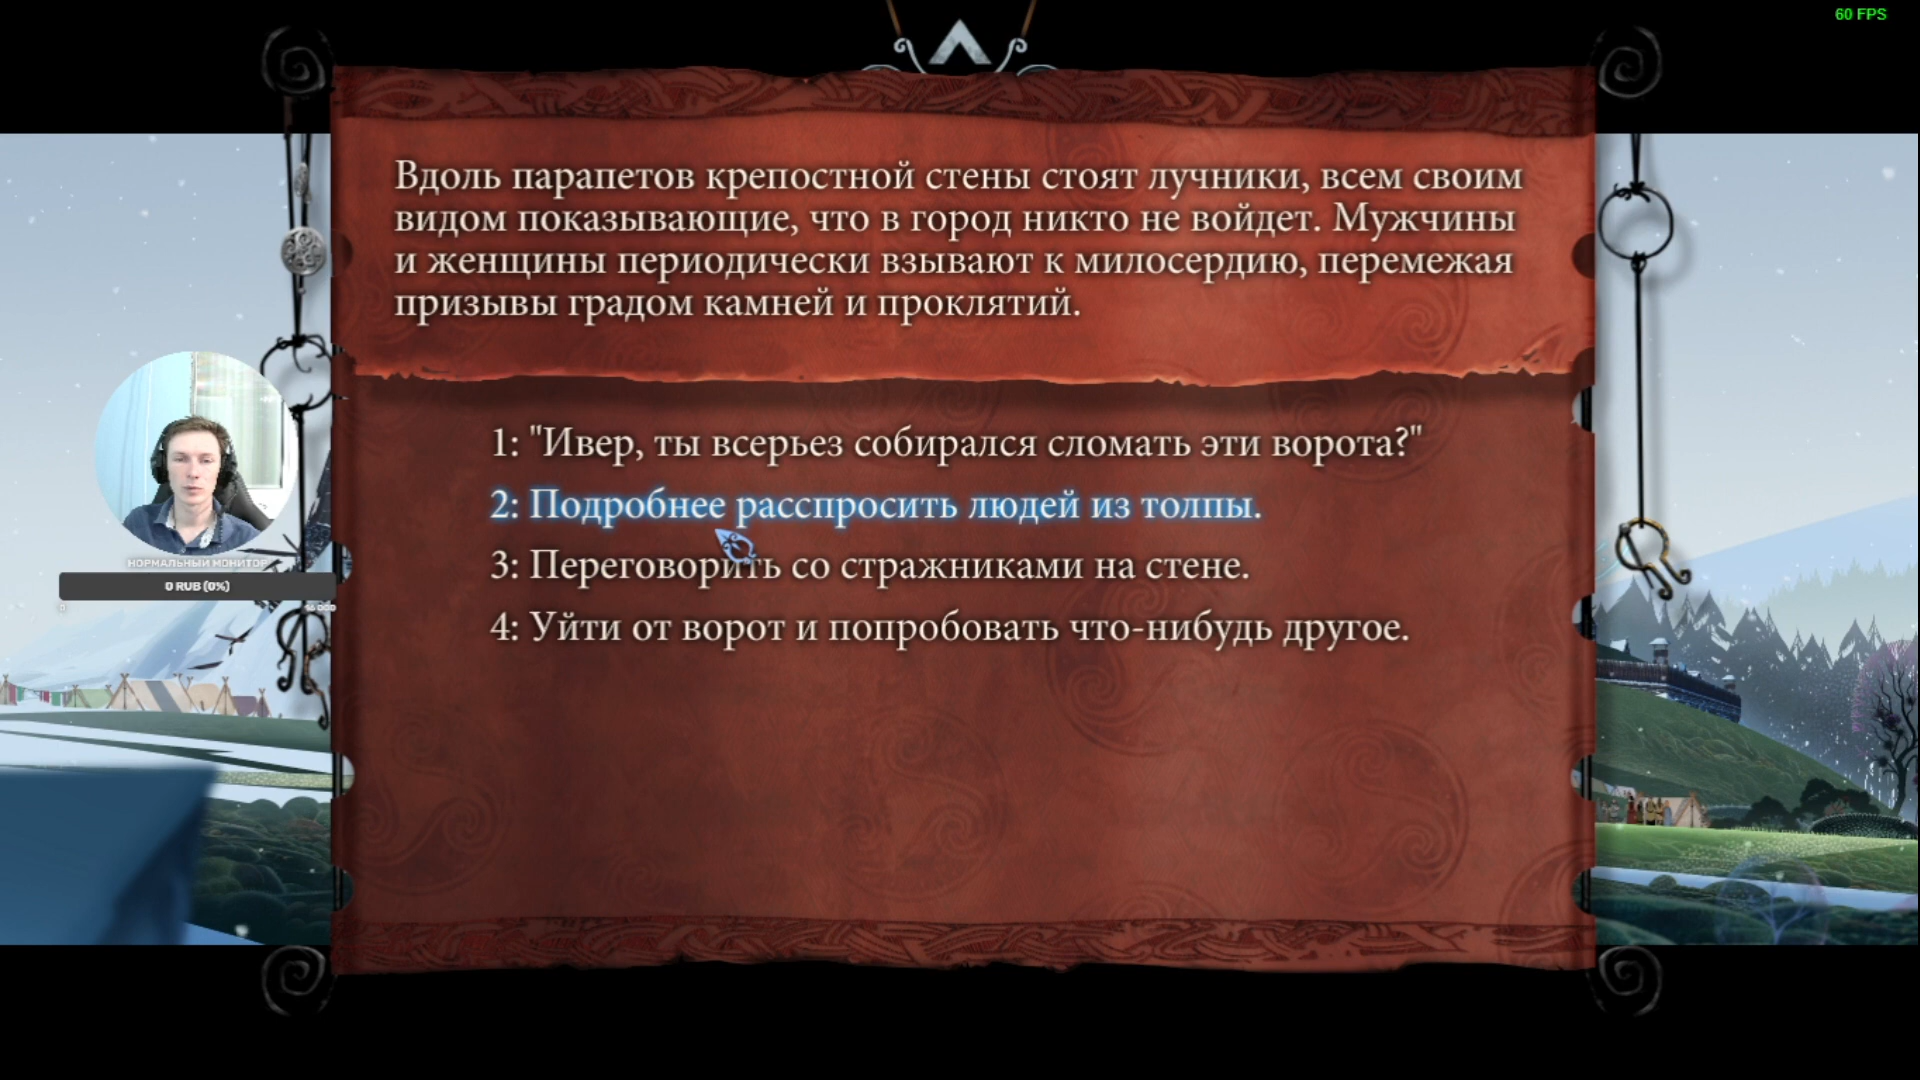 60 FPS
Вдоль парапетов крепостной стены стоят лучники, всем своим
видом показывающие, что в город никто не войдет. Мужчины
и женщины периодически взывают к милосердию, перемежая
призывы градом камней и проклятий.
1: "Ивер, ты всерьез собирался сломать эти ворота?"
2: Подробнее расспросить людей из толпы.
3: Переговорить со стражниками на стене.
4: Уйти от ворот и попробовать что-нибудь другое.
НОРМАЛЬНЫЙ МОНИТОР
0 RUB (0%)
0